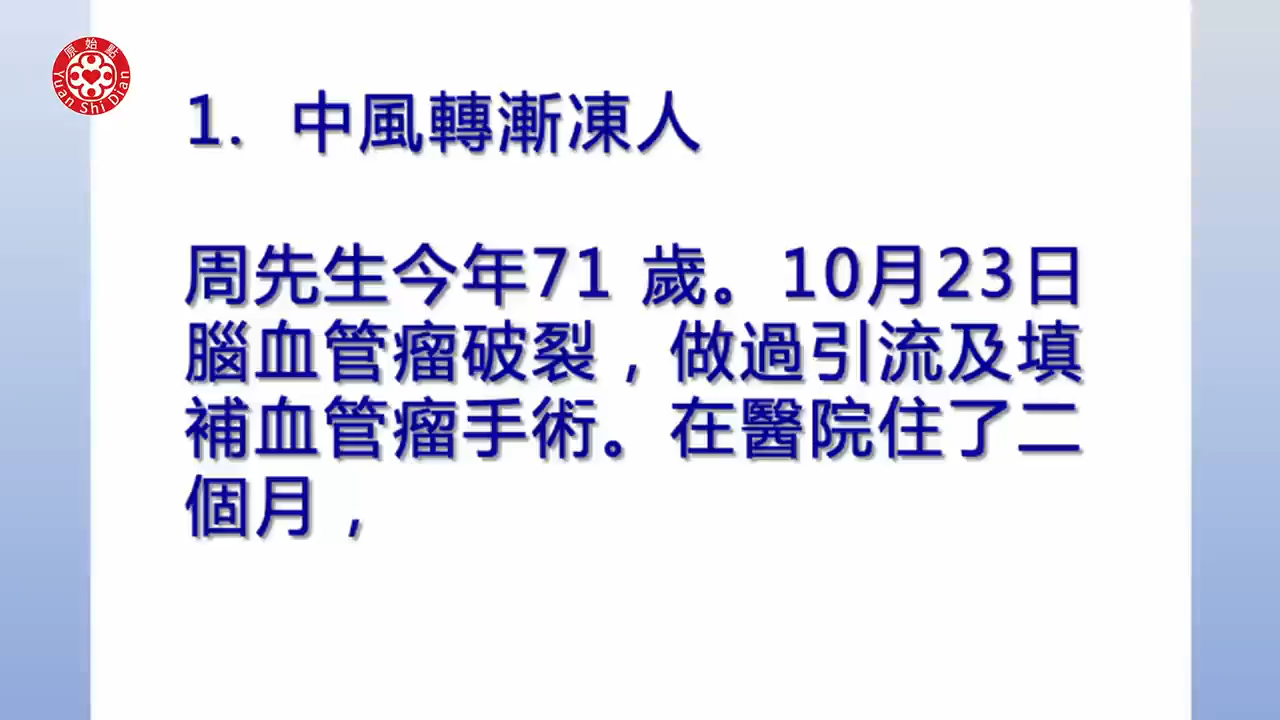 原始點
Yuan Shi Dian
1. 中風轉漸凍人
周先生今年71 歲。10月23日
腦血管瘤破裂，做過引流及填
補血管瘤手術。在醫院住了二
個月，